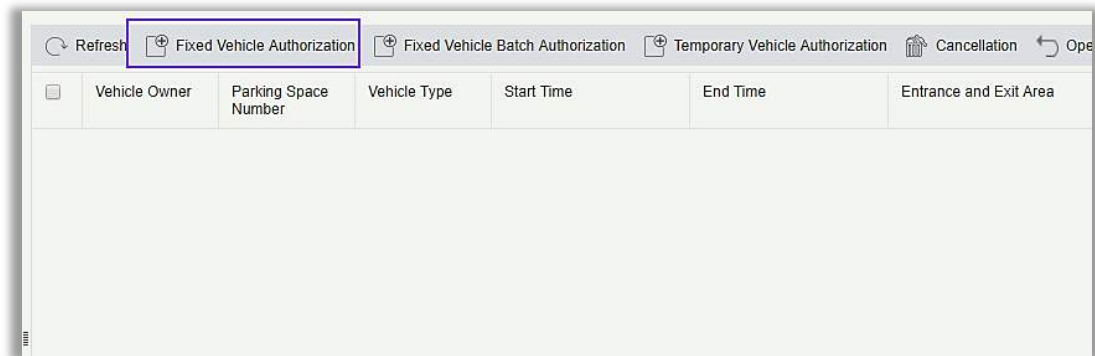 Refresh Fixed Vehicle Authorization Fixed Vehicle Batch Authorization Temporary Vehicle Authorization Cancellation Ope
Vehicle Owner Parking Space Number Vehicle Type Start Time End Time Entrance and Exit Area